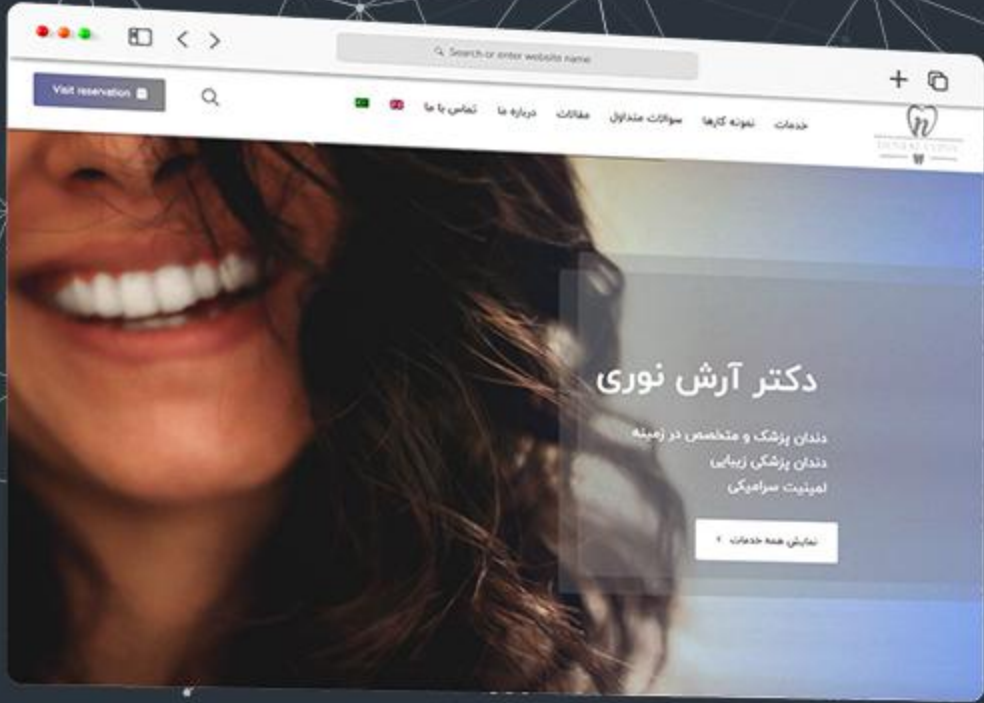 Search or enter website name
Visit reservation
خدمات نمونه کارها سوالات متداول مقالات درباره ما تماس با ما
دکتر آرش نوری
دندان پزشک و متخصص در زمینه
دندان پزشکی زیبایی
لمینیت سرامیکی
نمایش همه خدمات